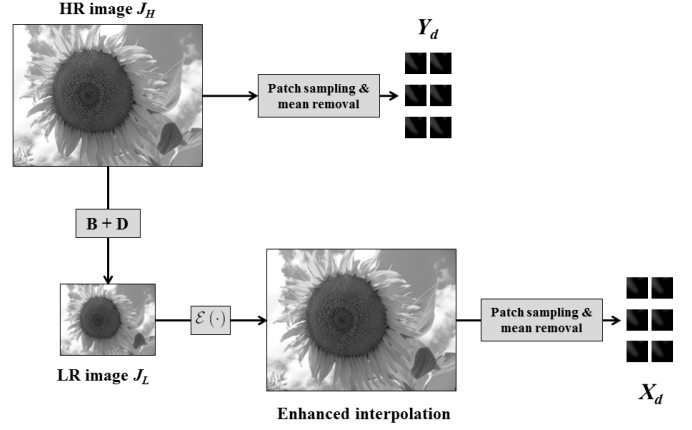 HR image J_H
Y_d
Patch sampling &
mean removal
B + D
ℰ (·)
Patch sampling &
mean removal
LR image J_L
Enhanced interpolation
X_d